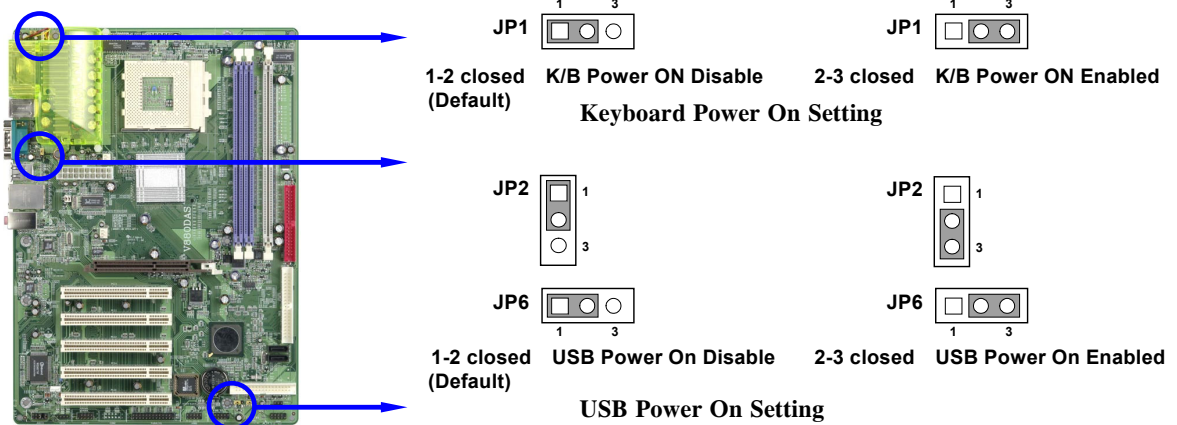 1 3
JP1
1-2 closed K/B Power ON Disable
(Default)
1 3
JP1
2-3 closed K/B Power ON Enabled
Keyboard Power On Setting
JP2
1
3
JP2
1
3
JP6
1 3
JP6
1 3
1-2 closed USB Power On Disable
(Default)
2-3 closed USB Power On Enabled
USB Power On Setting
V880DAS